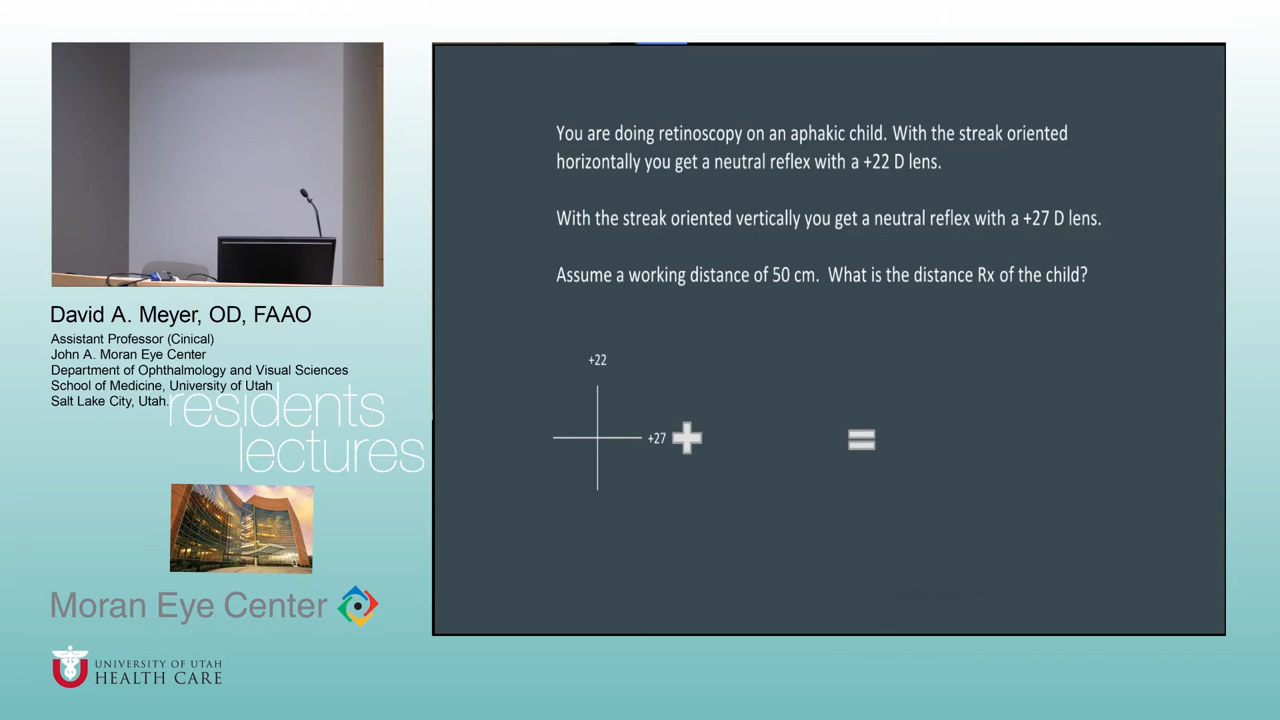 David A. Meyer, OD, FAAO
Assistant Professor (Cinical)
John A. Moran Eye Center
Department of Ophthalmology and Visual Sciences
School of Medicine, University of Utah
Salt Lake City, Utah.
residents
lectures
Moran Eye Center
UNIVERSITY OF UTAH
HEALTH CARE
You are doing retinoscopy on an aphakic child. With the streak oriented
horizontally you get a neutral reflex with a +22 D lens.
With the streak oriented vertically you get a neutral reflex with a +27 D lens.
Assume a working distance of 50 cm. What is the distance Rx of the child?
+22
+27